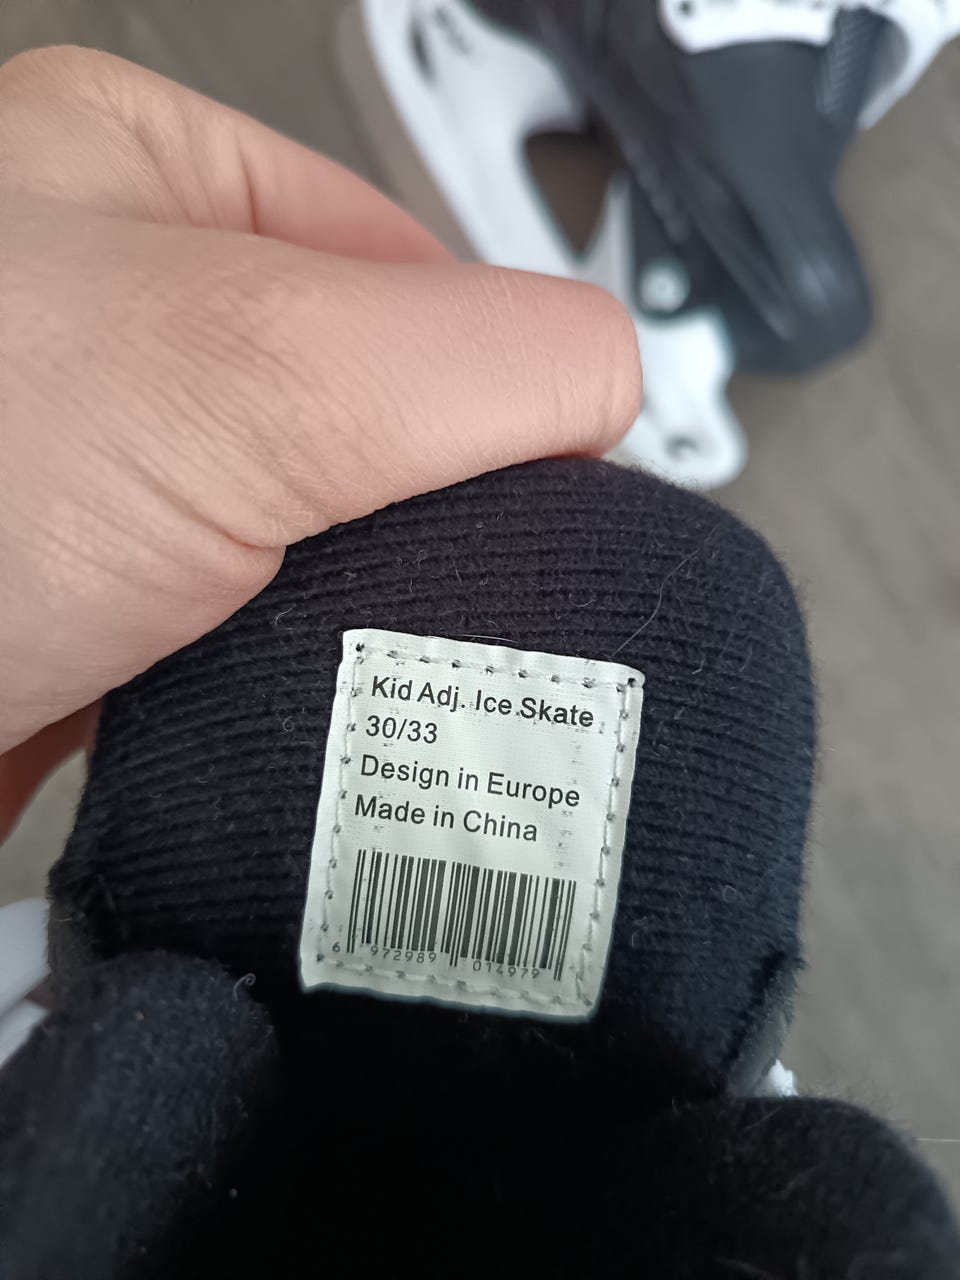 Kid Adj. Ice Skate
30/33
Design in Europe
Made in China
6 972989 014979